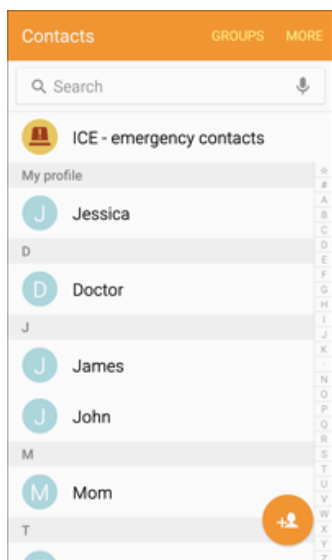 Contacts GROUPS MORE
Search
ICE - emergency contacts
My profile
J Jessica
D
D Doctor
J
J James
J John
M
M Mom
T
#
A
B
C
D
E
F
G
H
I
J
K
N
O
P
Q
R
S
T
U
V
W
X
Y
Z